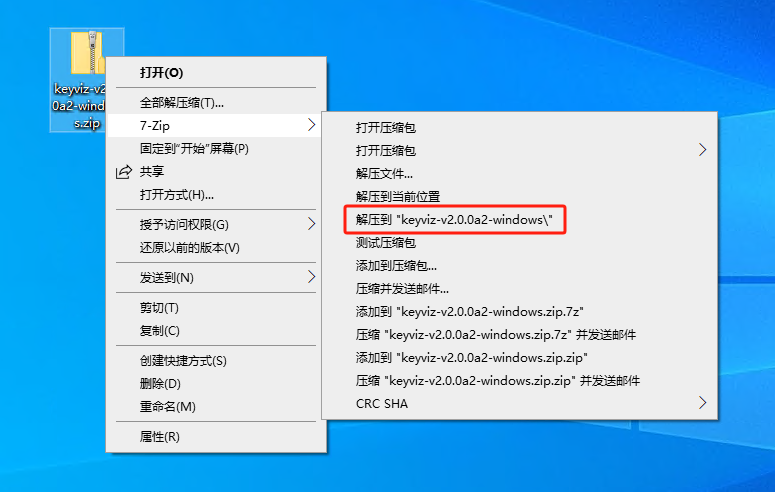 keyviz-v2.
0a2-wind
s.zip
打开(O)
全部解压缩(T)...
7-Zip
固定到"开始"屏幕(P)
共享
打开方式(H)...
授予访问权限(G)
还原以前的版本(V)
发送到(N)
剪切(T)
复制(C)
创建快捷方式(S)
删除(D)
重命名(M)
属性(R)
打开压缩包
打开压缩包
解压文件...
解压到当前位置
解压到 "keyviz-v2.0.0a2-windows\"
测试压缩包
添加到压缩包...
压缩并发送邮件...
添加到 "keyviz-v2.0.0a2-windows.zip.7z"
压缩 "keyviz-v2.0.0a2-windows.zip.7z" 并发送邮件
添加到 "keyviz-v2.0.0a2-windows.zip.zip"
压缩 "keyviz-v2.0.0a2-windows.zip.zip" 并发送邮件
CRC SHA